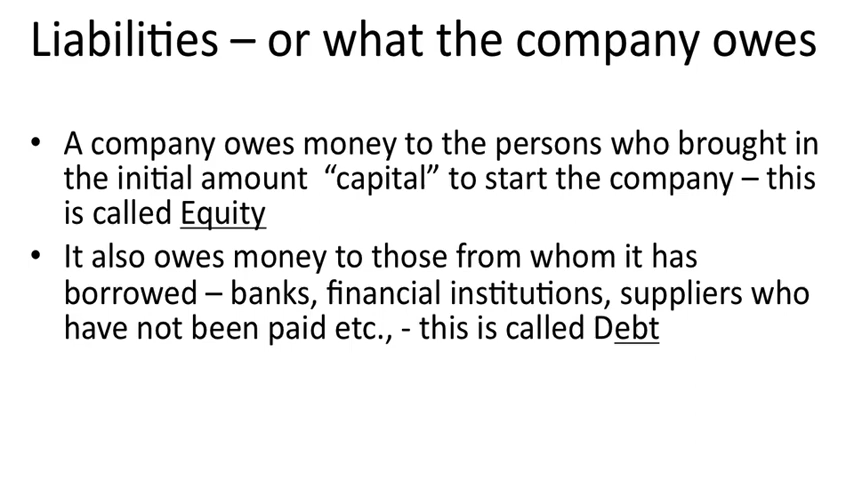 Liabilities – or what the company owes
• A company owes money to the persons who brought in
the initial amount “capital” to start the company – this
is called Equity
• It also owes money to those from whom it has
borrowed – banks, financial institutions, suppliers who
have not been paid etc., - this is called Debt